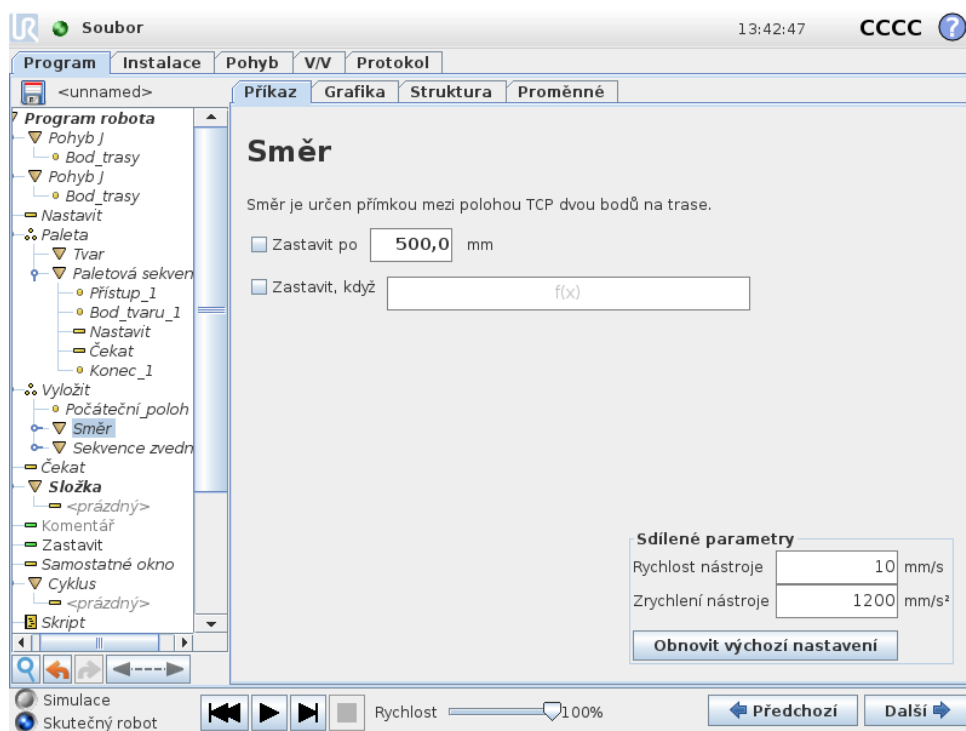 UR Soubor 13:42:47 CCCC ?
Program Instalace Pohyb V/V Protokol
<unnamed> Příkaz Grafika Struktura Proměnné
Program robota
Pohyb J
Bod_trasy
Pohyb J
Bod_trasy
Nastavit
Paleta
Tvar
Paletová sekven
Přístup_1
Bod_tvaru_1
Nastavit
Čekat
Konec_1
Vyložit
Počáteční_poloh
Směr
Sekvence zvedn
Čekat
Složka
<prázdný>
Komentář
Zastavit
Samostatné okno
Cyklus
<prázdný>
Skript
Směr
Směr je určen přímkou mezi polohou TCP dvou bodů na trase.
Zastavit po 500,0 mm
Zastavit, když f(x)
Sdílené parametry
Rychlost nástroje 10 mm/s
Zrychlení nástroje 1200 mm/s²
Obnovit výchozí nastavení
Simulace
Skutečný robot
Rychlost 100%
Předchozí Další